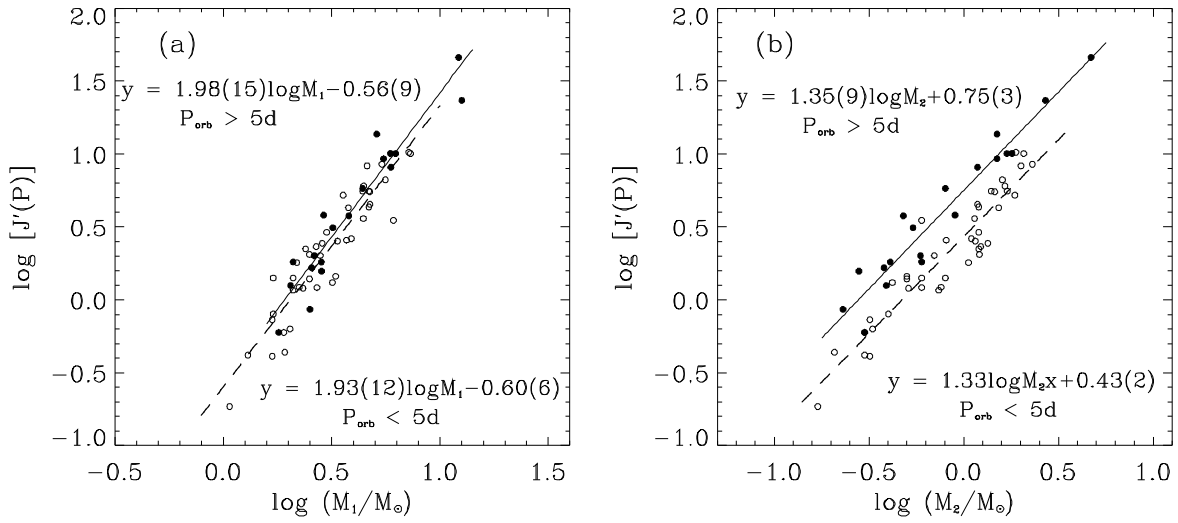 (a)
y = 1.98(15)logM₁−0.56(9)
Pₒᵣb > 5d
y = 1.93(12)logM₁−0.60(6)
Pₒᵣb < 5d
log [J'(P)]
2.0
1.5
1.0
0.5
0.0
−0.5
−1.0
−0.5 0.0 0.5 1.0 1.5
log (M₁/M☉)
(b)
y = 1.35(9)logM₂+0.75(3)
Pₒᵣb > 5d
y = 1.33logM₂x+0.43(2)
Pₒᵣb < 5d
log [J'(P)]
2.0
1.5
1.0
0.5
0.0
−0.5
−1.0
−1.0 −0.5 0.0 0.5 1.0
log (M₂/M☉)